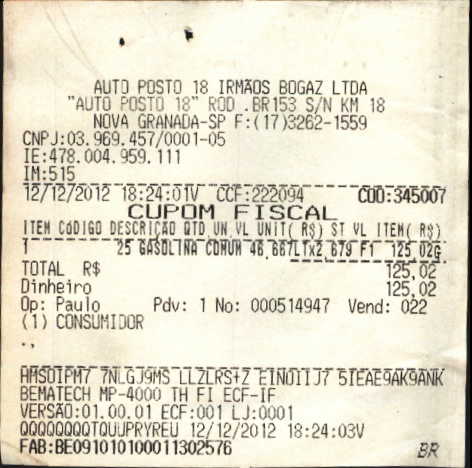 AUTO POSTO 18 IRMÃOS BOGAZ LTDA
"AUTO POSTO 18" ROD .BR153 S/N KM 18
NOVA GRANADA-SP F:(17)3262-1559
CNPJ:03.969.457/0001-05
IE:478.004.959.111
IM:515
12/12/2012 18:24:01V CCF:222094 COO:345007
CUPOM FISCAL
ITEM CóDIGO DESCRIÇÃO QTD.UN.VL UNIT( R$) ST VL ITEM( R$)
1 25 GASOLINA COMUM 46,667LTx2,679 F1 125,02G
TOTAL R$ 125,02
Dinheiro 125,02
Op: Paulo Pdv: 1 No: 000514947 Vend: 022
(1) CONSUMIDOR
.,
BEMATECH MP-4000 TH FI ECF-IF
VERSÃO:01.00.01 ECF:001 LJ:0001
QQQQQQQQTQUUPRYREU 12/12/2012 18:24:03V
FAB:BE091010100011302576 BR